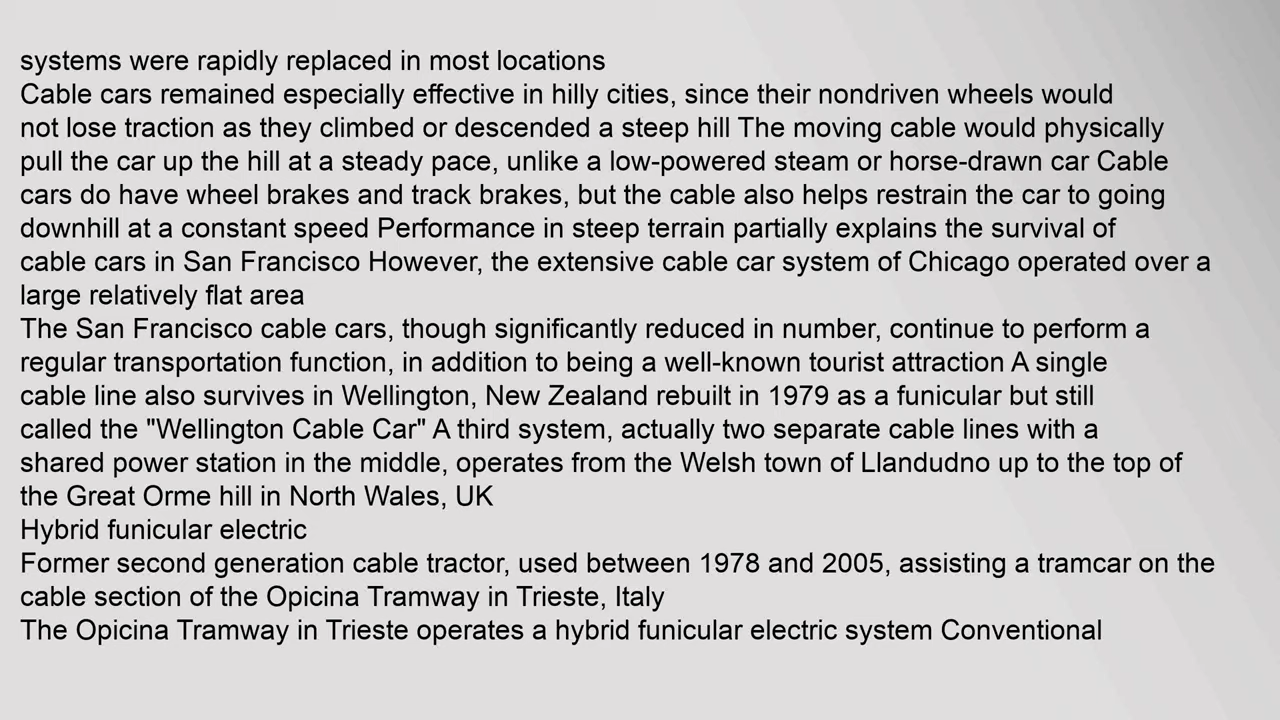 systems were rapidly replaced in most locations
Cable cars remained especially effective in hilly cities, since their nondriven wheels would
not lose traction as they climbed or descended a steep hill The moving cable would physically
pull the car up the hill at a steady pace, unlike a low-powered steam or horse-drawn car Cable
cars do have wheel brakes and track brakes, but the cable also helps restrain the car to going
downhill at a constant speed Performance in steep terrain partially explains the survival of
cable cars in San Francisco However, the extensive cable car system of Chicago operated over a
large relatively flat area
The San Francisco cable cars, though significantly reduced in number, continue to perform a
regular transportation function, in addition to being a well-known tourist attraction A single
cable line also survives in Wellington, New Zealand rebuilt in 1979 as a funicular but still
called the "Wellington Cable Car" A third system, actually two separate cable lines with a
shared power station in the middle, operates from the Welsh town of Llandudno up to the top of
the Great Orme hill in North Wales, UK
Hybrid funicular electric
Former second generation cable tractor, used between 1978 and 2005, assisting a tramcar on the
cable section of the Opicina Tramway in Trieste, Italy
The Opicina Tramway in Trieste operates a hybrid funicular electric system Conventional